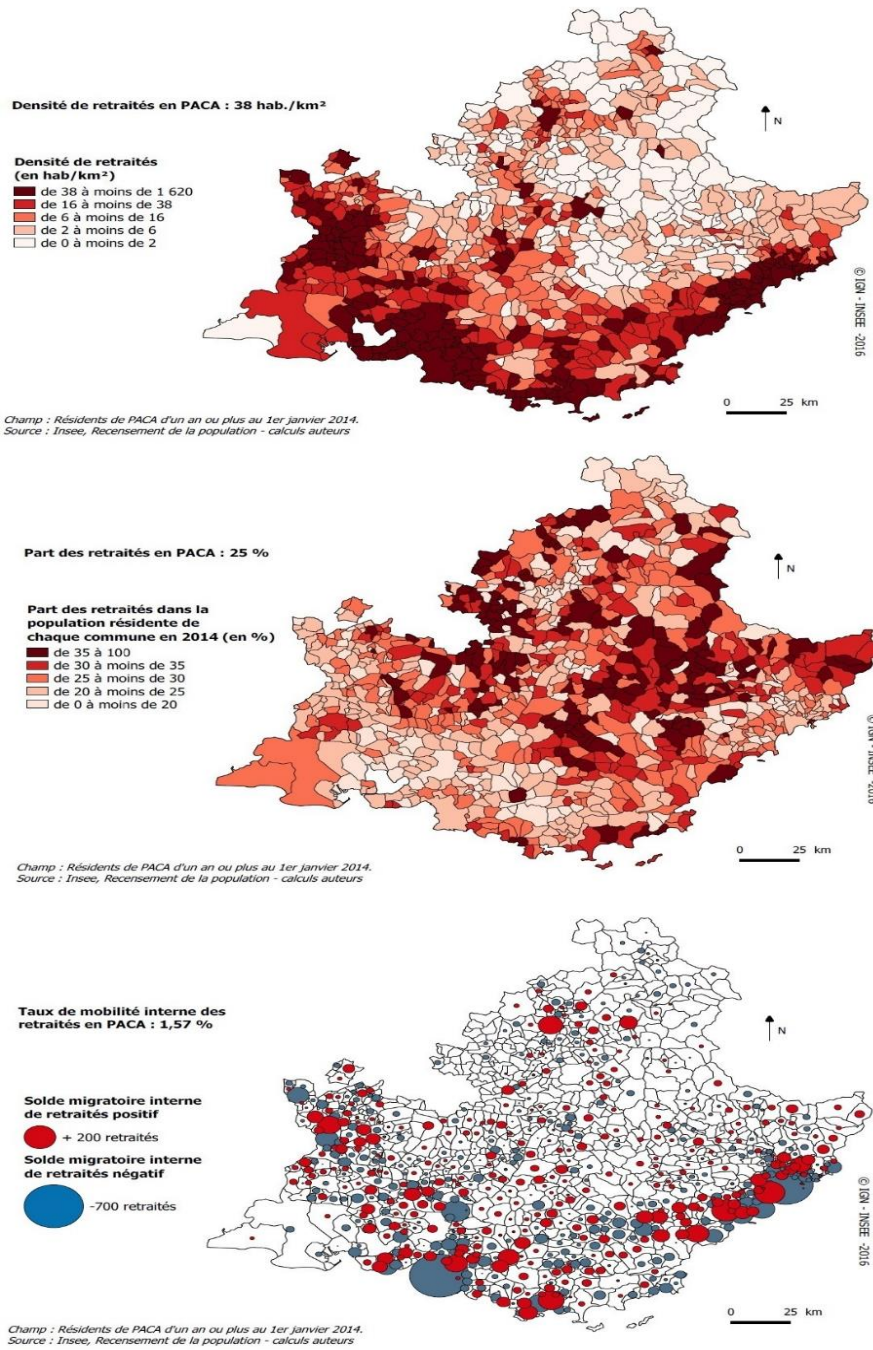 Densité de retraités en PACA : 38 hab./km²
N
Densité de retraités
(en hab/km²)
de 38 à moins de 1 620
de 16 à moins de 38
de 6 à moins de 16
de 2 à moins de 6
de 0 à moins de 2
© IGN - INSEE -2016
0 25 km
Champ : Résidents de PACA d'un an ou plus au 1er janvier 2014.
Source : Insee, Recensement de la population - calculs auteurs
Part des retraités en PACA : 25 %
N
Part des retraités dans la
population résidente de
chaque commune en 2014 (en %)
de 35 à 100
de 30 à moins de 35
de 25 à moins de 30
de 20 à moins de 25
de 0 à moins de 20
© IGN - INSEE -2016
0 25 km
Champ : Résidents de PACA d'un an ou plus au 1er janvier 2014.
Source : Insee, Recensement de la population - calculs auteurs
Taux de mobilité interne des
retraités en PACA : 1,57 %
N
Solde migratoire interne
de retraités positif
+ 200 retraités
Solde migratoire interne
de retraités négatif
-700 retraités
© IGN - INSEE -2016
0 25 km
Champ : Résidents de PACA d'un an ou plus au 1er janvier 2014.
Source : Insee, Recensement de la population - calculs auteurs